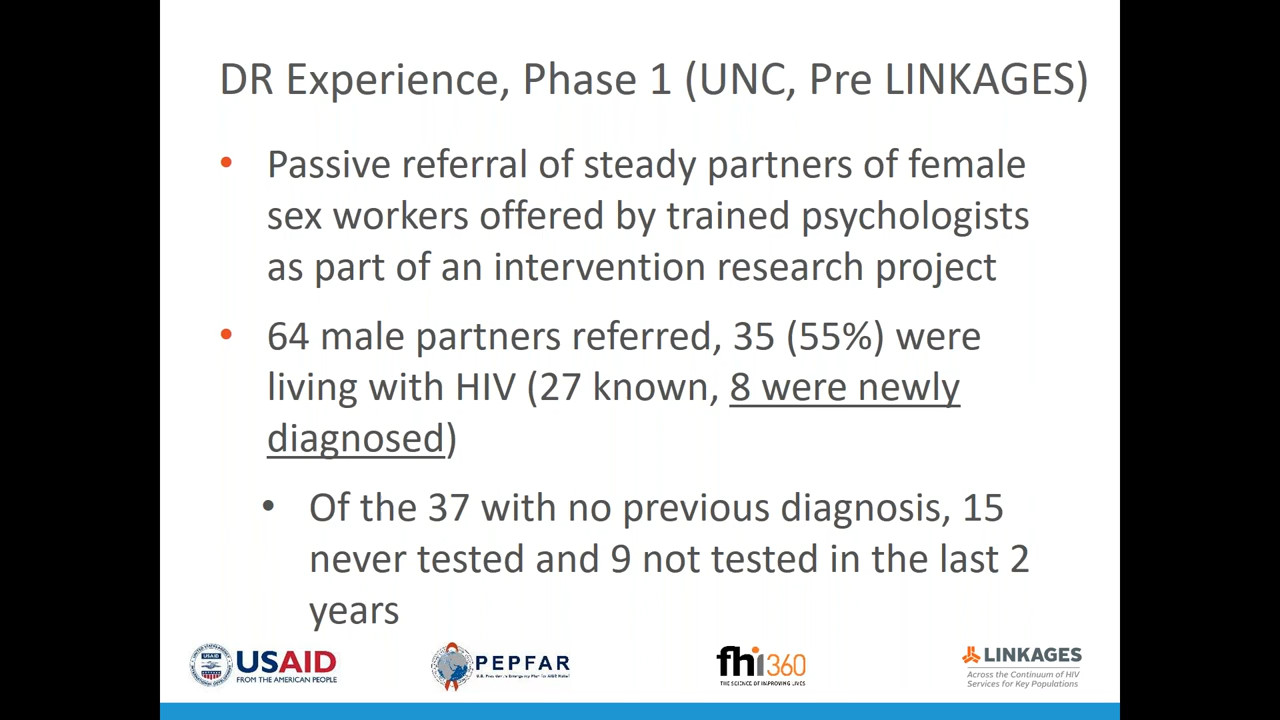 DR Experience, Phase 1 (UNC, Pre LINKAGES)
• Passive referral of steady partners of female
sex workers offered by trained psychologists
as part of an intervention research project
• 64 male partners referred, 35 (55%) were
living with HIV (27 known, 8 were newly
diagnosed)
• Of the 37 with no previous diagnosis, 15
never tested and 9 not tested in the last 2
years
USAID
FROM THE AMERICAN PEOPLE
PEPFAR
U.S. President's Emergency Plan for AIDS Relief
fhi360
THE SCIENCE OF IMPROVING LIVES
LINKAGES
Across the Continuum of HIV
Services for Key Populations